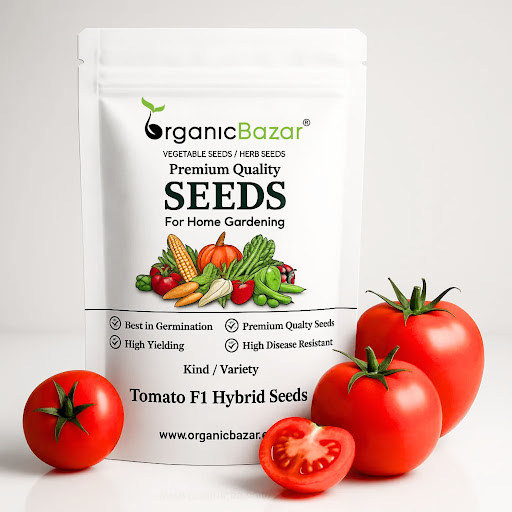 OrganicBazar®
VEGETABLE SEEDS / HERB SEEDS
Premium Quality
SEEDS
For Home Gardening
Best in Germination
Premium Qualty Seeds
High Yielding
High Disease Resistant
Kind / Variety
Tomato F1 Hybrid Seeds
www.organicbazar.